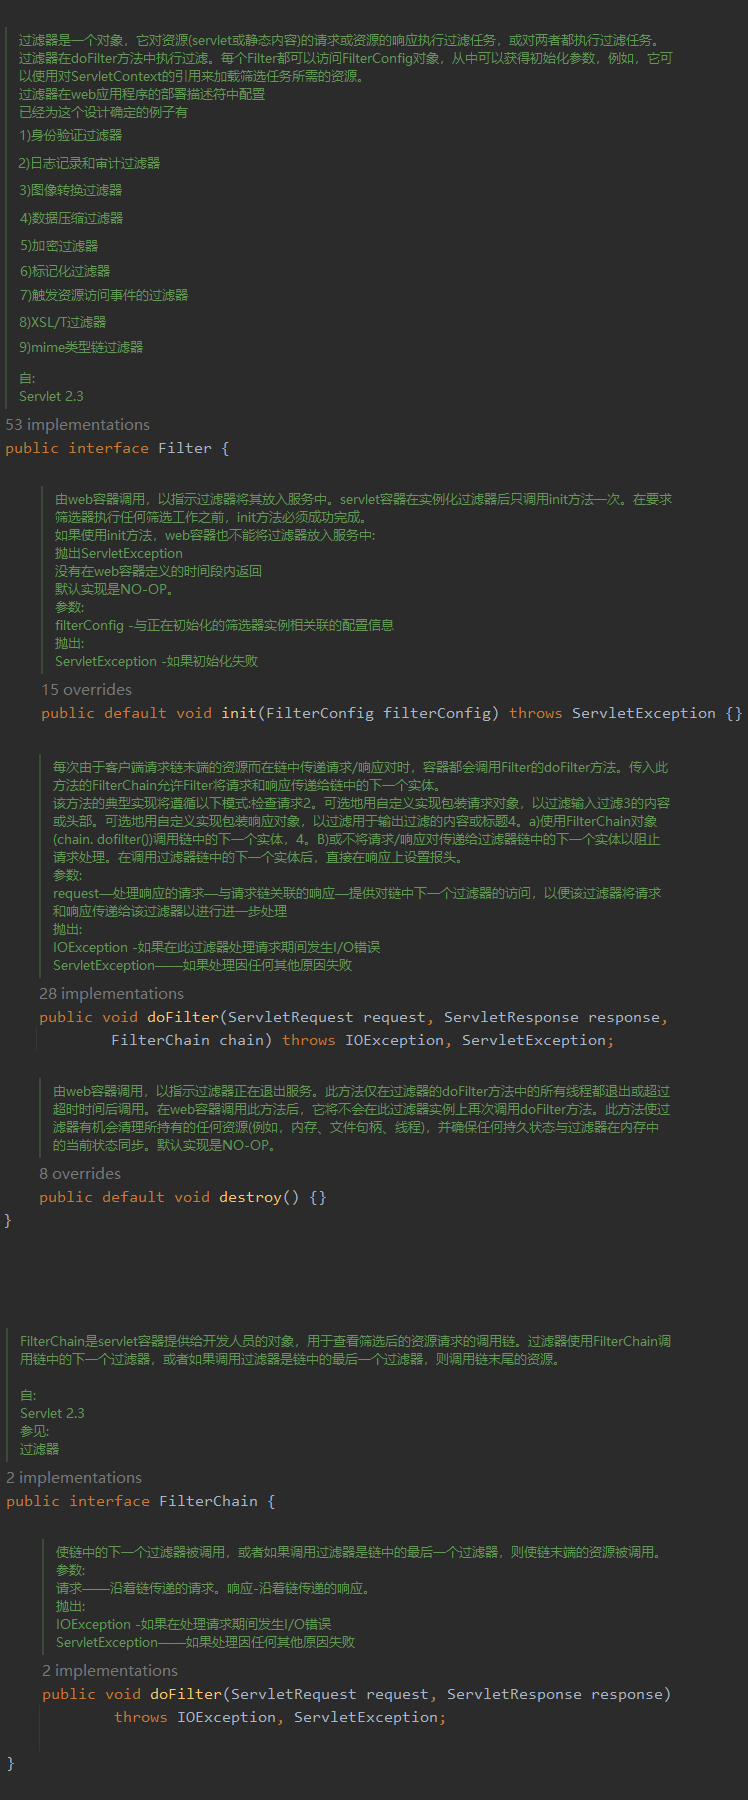 过滤器是一个对象，它对资源(servlet或静态内容)的请求或资源的响应执行过滤任务，或对两者都执行过滤任务。
过滤器在doFilter方法中执行过滤。每个Filter都可以访问FilterConfig对象，从中可以获得初始化参数，例如，它可
以使用对ServletContext的引用来加载筛选任务所需的资源。
过滤器在web应用程序的部署描述符中配置
已经为这个设计确定的例子有
1)身份验证过滤器
2)日志记录和审计过滤器
3)图像转换过滤器
4)数据压缩过滤器
5)加密过滤器
6)标记化过滤器
7)触发资源访问事件的过滤器
8)XSL/T过滤器
9)mime类型链过滤器
自:
Servlet 2.3
53 implementations
public interface Filter {
由web容器调用，以指示过滤器将其放入服务中。servlet容器在实例化过滤器后只调用init方法一次。在要求
筛选器执行任何筛选工作之前，init方法必须成功完成。
如果使用init方法，web容器也不能将过滤器放入服务中:
抛出ServletException
没有在web容器定义的时间段内返回
默认实现是NO-OP。
参数:
filterConfig -与正在初始化的筛选器实例相关联的配置信息
抛出:
ServletException -如果初始化失败
15 overrides
public default void init(FilterConfig filterConfig) throws ServletException {}
每次由于客户端请求链末端的资源而在链中传递请求/响应对时，容器都会调用Filter的doFilter方法。传入此
方法的FilterChain允许Filter将请求和响应传递给链中的下一个实体。
该方法的典型实现将遵循以下模式:检查请求2。可选地用自定义实现包装请求对象，以过滤输入过滤3的内容
或头部。可选地用自定义实现包装响应对象，以过滤用于输出过滤的内容或标题4。a)使用FilterChain对象
(chain. dofilter())调用链中的下一个实体，4。B)或不将请求/响应对传递给过滤器链中的下一个实体以阻止
请求处理。在调用过滤器链中的下一个实体后，直接在响应上设置报头。
参数:
request—处理响应的请求—与请求链关联的响应—提供对链中下一个过滤器的访问，以便该过滤器将请求
和响应传递给该过滤器以进行进一步处理
抛出:
IOException -如果在此过滤器处理请求期间发生I/O错误
ServletException——如果处理因任何其他原因失败
28 implementations
public void doFilter(ServletRequest request, ServletResponse response,
FilterChain chain) throws IOException, ServletException;
由web容器调用，以指示过滤器正在退出服务。此方法仅在过滤器的doFilter方法中的所有线程都退出或超过
超时时间后调用。在web容器调用此方法后，它将不会在此过滤器实例上再次调用doFilter方法。此方法使过
滤器有机会清理所持有的任何资源(例如，内存、文件句柄、线程)，并确保任何持久状态与过滤器在内存中
的当前状态同步。默认实现是NO-OP。
8 overrides
public default void destroy() {}
}
FilterChain是servlet容器提供给开发人员的对象，用于查看筛选后的资源请求的调用链。过滤器使用FilterChain调
用链中的下一个过滤器，或者如果调用过滤器是链中的最后一个过滤器，则调用链末尾的资源。
自:
Servlet 2.3
参见:
过滤器
2 implementations
public interface FilterChain {
使链中的下一个过滤器被调用，或者如果调用过滤器是链中的最后一个过滤器，则使链末端的资源被调用。
参数:
请求——沿着链传递的请求。响应-沿着链传递的响应。
抛出:
IOException -如果在处理请求期间发生I/O错误
ServletException——如果处理因任何其他原因失败
2 implementations
public void doFilter(ServletRequest request, ServletResponse response)
throws IOException, ServletException;
}